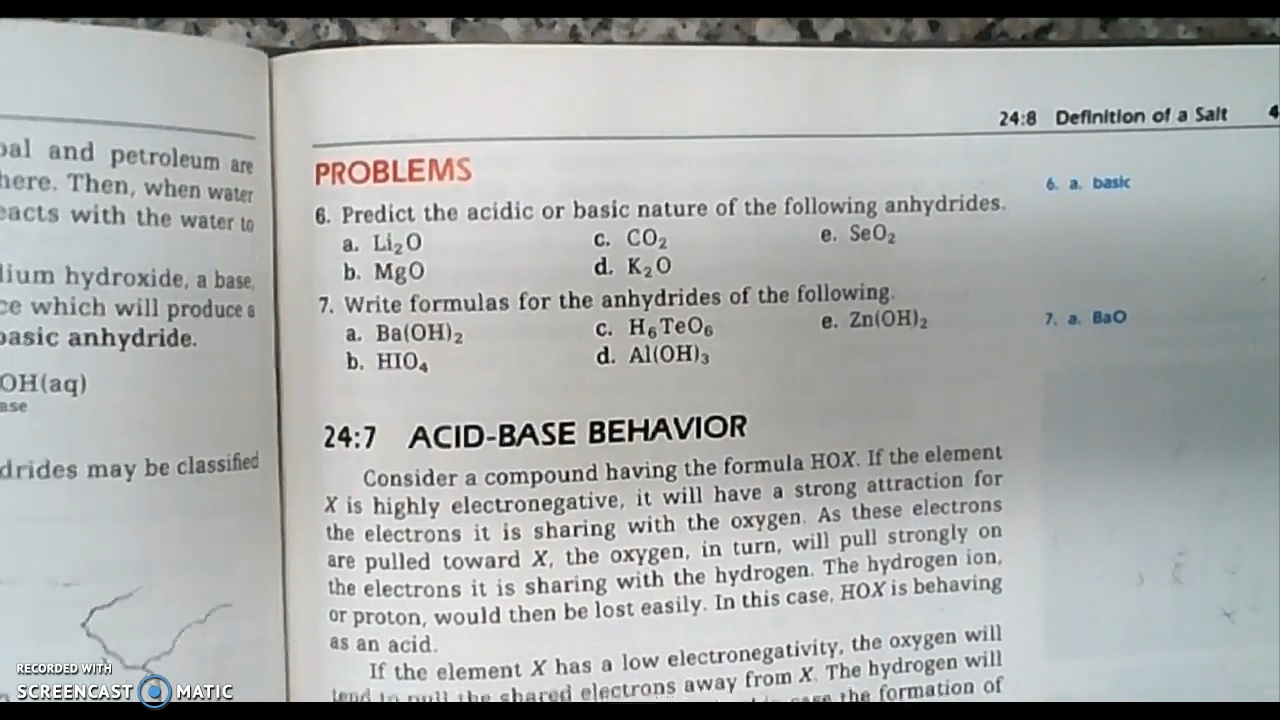 24:8 Definition of a Salt
and petroleum are
Then, when water
with the water to
hydroxide, a base,
which will produce a
anhydride.
OH(aq)
may be classified
PROBLEMS
6. Predict the acidic or basic nature of the following anhydrides.
a. Li₂O c. CO₂ e. SeO₂
b. MgO d. K₂O
7. Write formulas for the anhydrides of the following.
a. Ba(OH)₂ c. H₆TeO₆ e. Zn(OH)₂
b. HIO₄ d. Al(OH)₃
24:7 ACID-BASE BEHAVIOR
Consider a compound having the formula HOX. If the element
X is highly electronegative, it will have a strong attraction for
the electrons it is sharing with the oxygen. As these electrons
are pulled toward X, the oxygen, in turn, will pull strongly on
the electrons it is sharing with the hydrogen. The hydrogen ion,
or proton, would then be lost easily. In this case, HOX is behaving
as an acid.
If the element X has a low electronegativity, the oxygen will
tend to pull the shared electrons away from X. The hydrogen will
the formation of
6. a. basic
7. a. BaO
RECORDED WITH
SCREENCAST MATIC